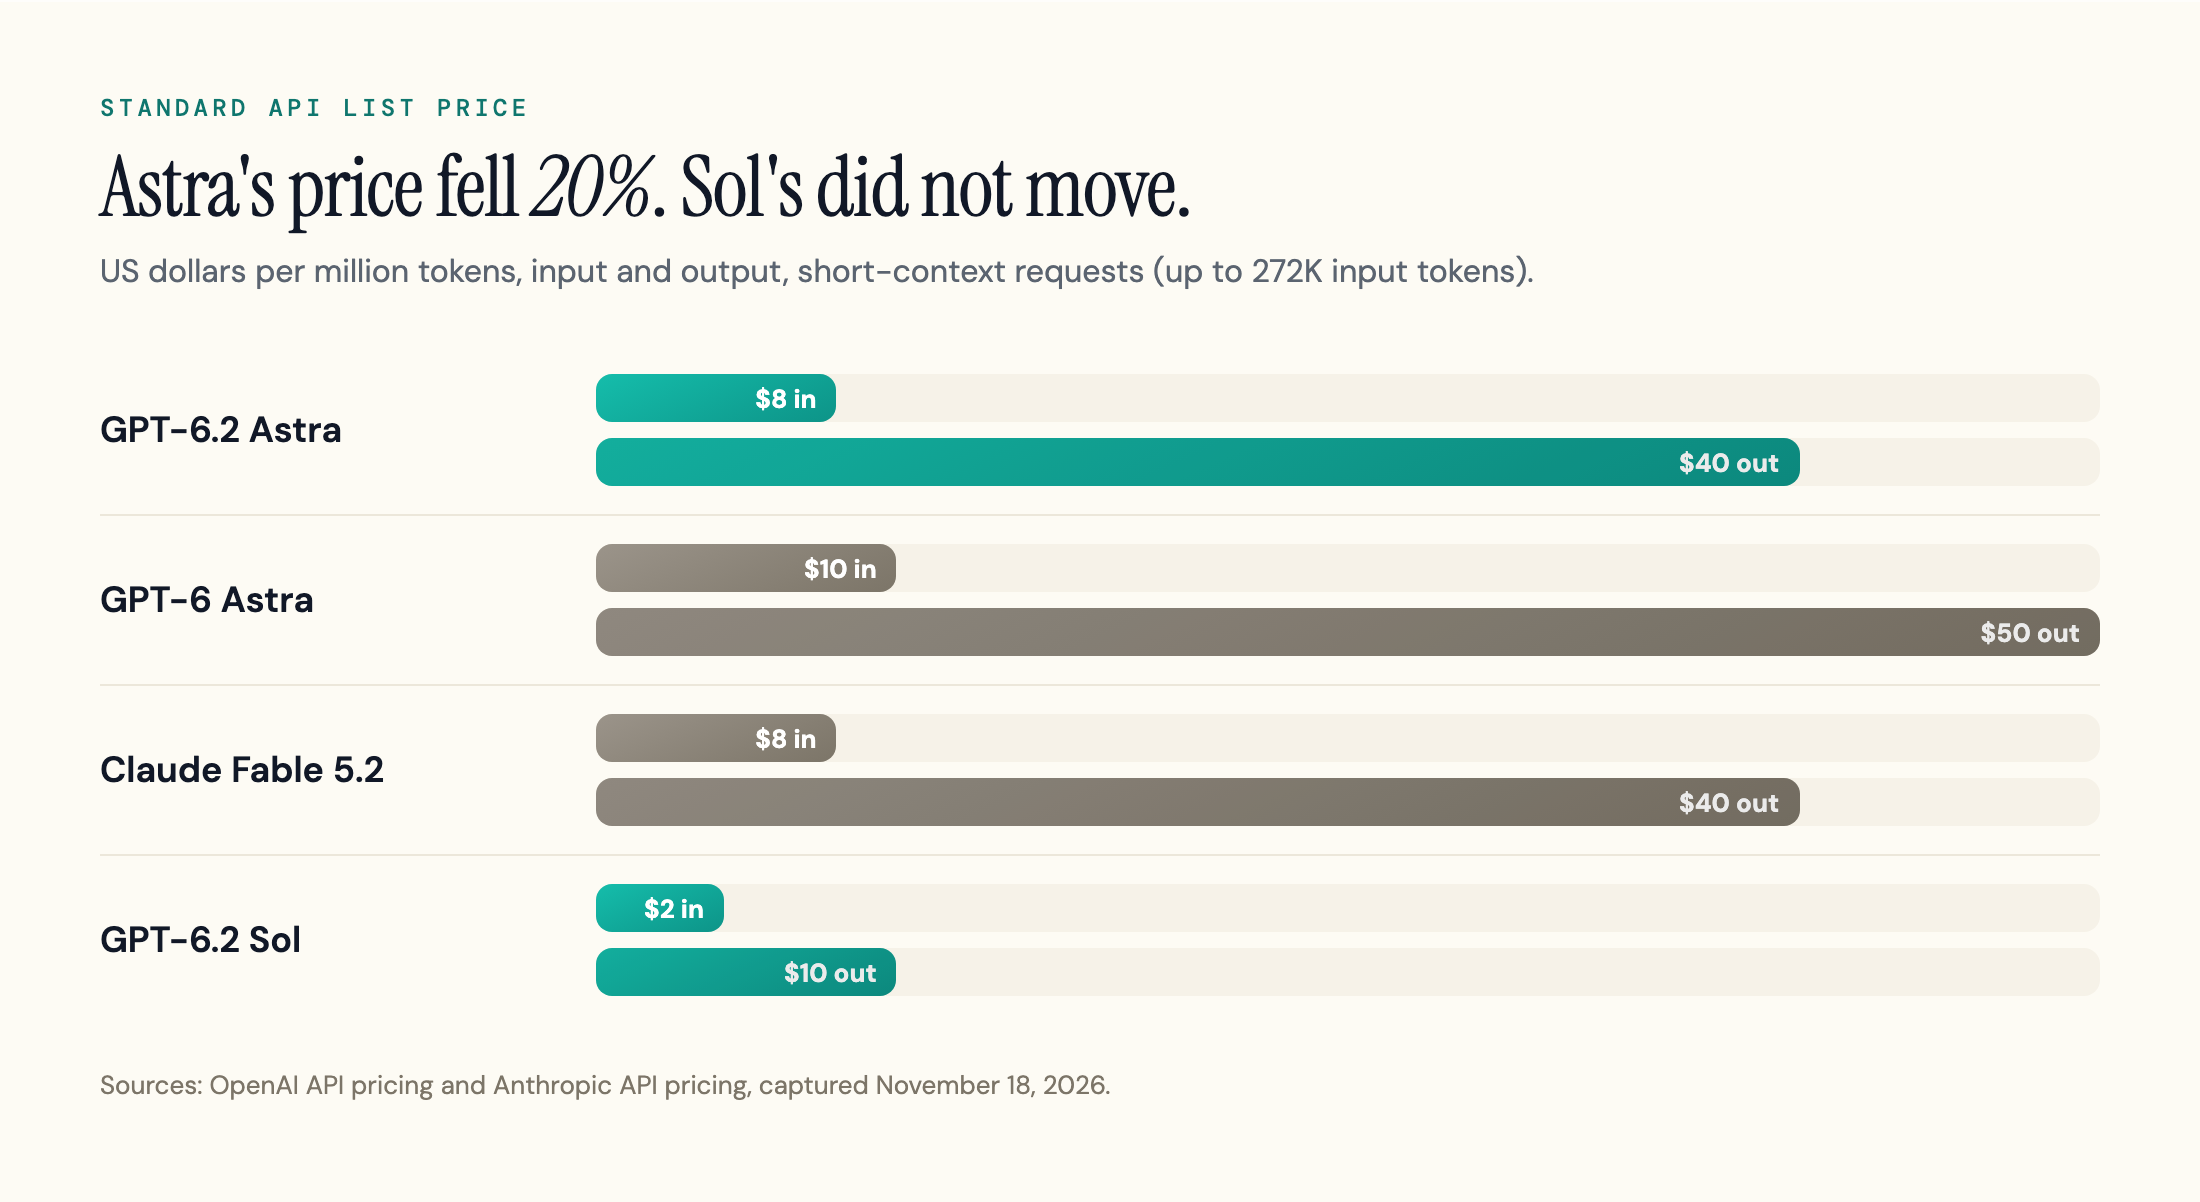 STANDARD API LIST PRICE
Astra's price fell 20%. Sol's did not move.
US dollars per million tokens, input and output, short-context requests (up to 272K input tokens).
GPT-6.2 Astra
$8 in
$40 out
GPT-6 Astra
$10 in
$50 out
Claude Fable 5.2
$8 in
$40 out
GPT-6.2 Sol
$2 in
$10 out
Sources: OpenAI API pricing and Anthropic API pricing, captured November 18, 2026.